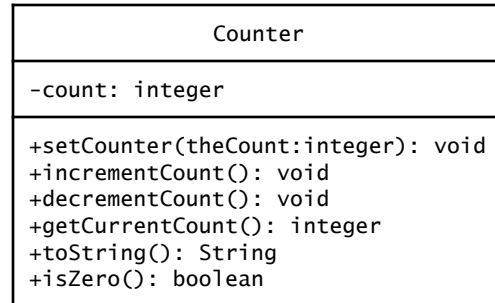 Counter
-count: integer
+setCounter(theCount:integer): void
+incrementCount(): void
+decrementCount(): void
+getCurrentCount(): integer
+toString(): String
+isZero(): boolean